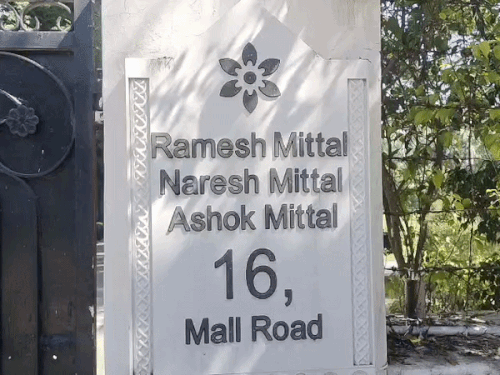 Ramesh Mittal
Naresh Mittal
Ashok Mittal
16,
Mall Road